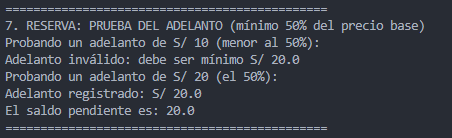 ==============================================
7. RESERVA: PRUEBA DEL ADELANTO (mínimo 50% del precio base)
Probando un adelanto de S/ 10 (menor al 50%):
Adelanto inválido: debe ser mínimo S/ 20.0
Probando un adelanto de S/ 20 (el 50%):
Adelanto registrado: S/ 20.0
El saldo pendiente es: 20.0
==============================================